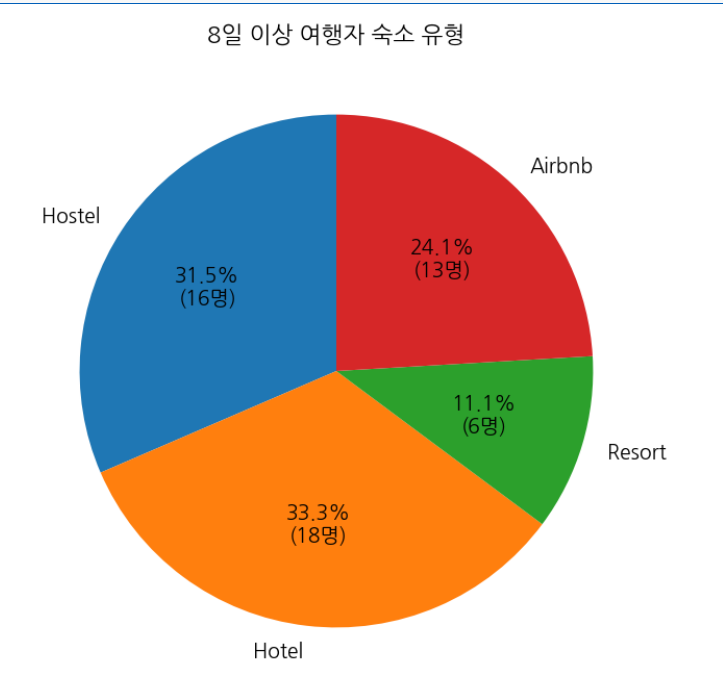 8일 이상 여행자 숙소 유형
Airbnb
24.1%
(13명)
Hostel
31.5%
(16명)
11.1%
(6명)
Resort
33.3%
(18명)
Hotel